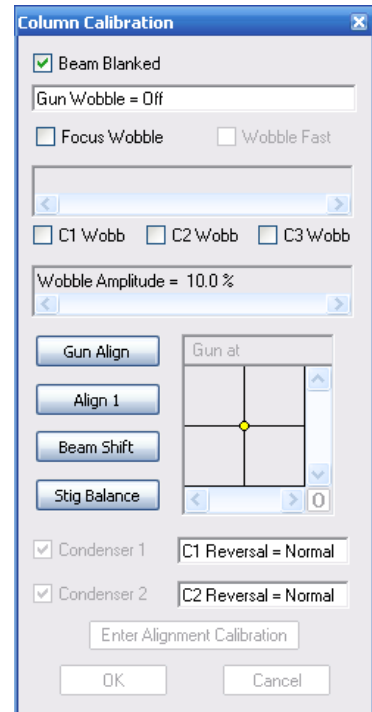 Column Calibration
Beam Blanked
Gun Wobble = Off
Focus Wobble Wobble Fast
C1 Wobb C2 Wobb C3 Wobb
Wobble Amplitude = 10.0 %
Gun Align Gun at
Align 1
Beam Shift
Stig Balance 0
Condenser 1 C1 Reversal = Normal
Condenser 2 C2 Reversal = Normal
Enter Alignment Calibration
OK Cancel